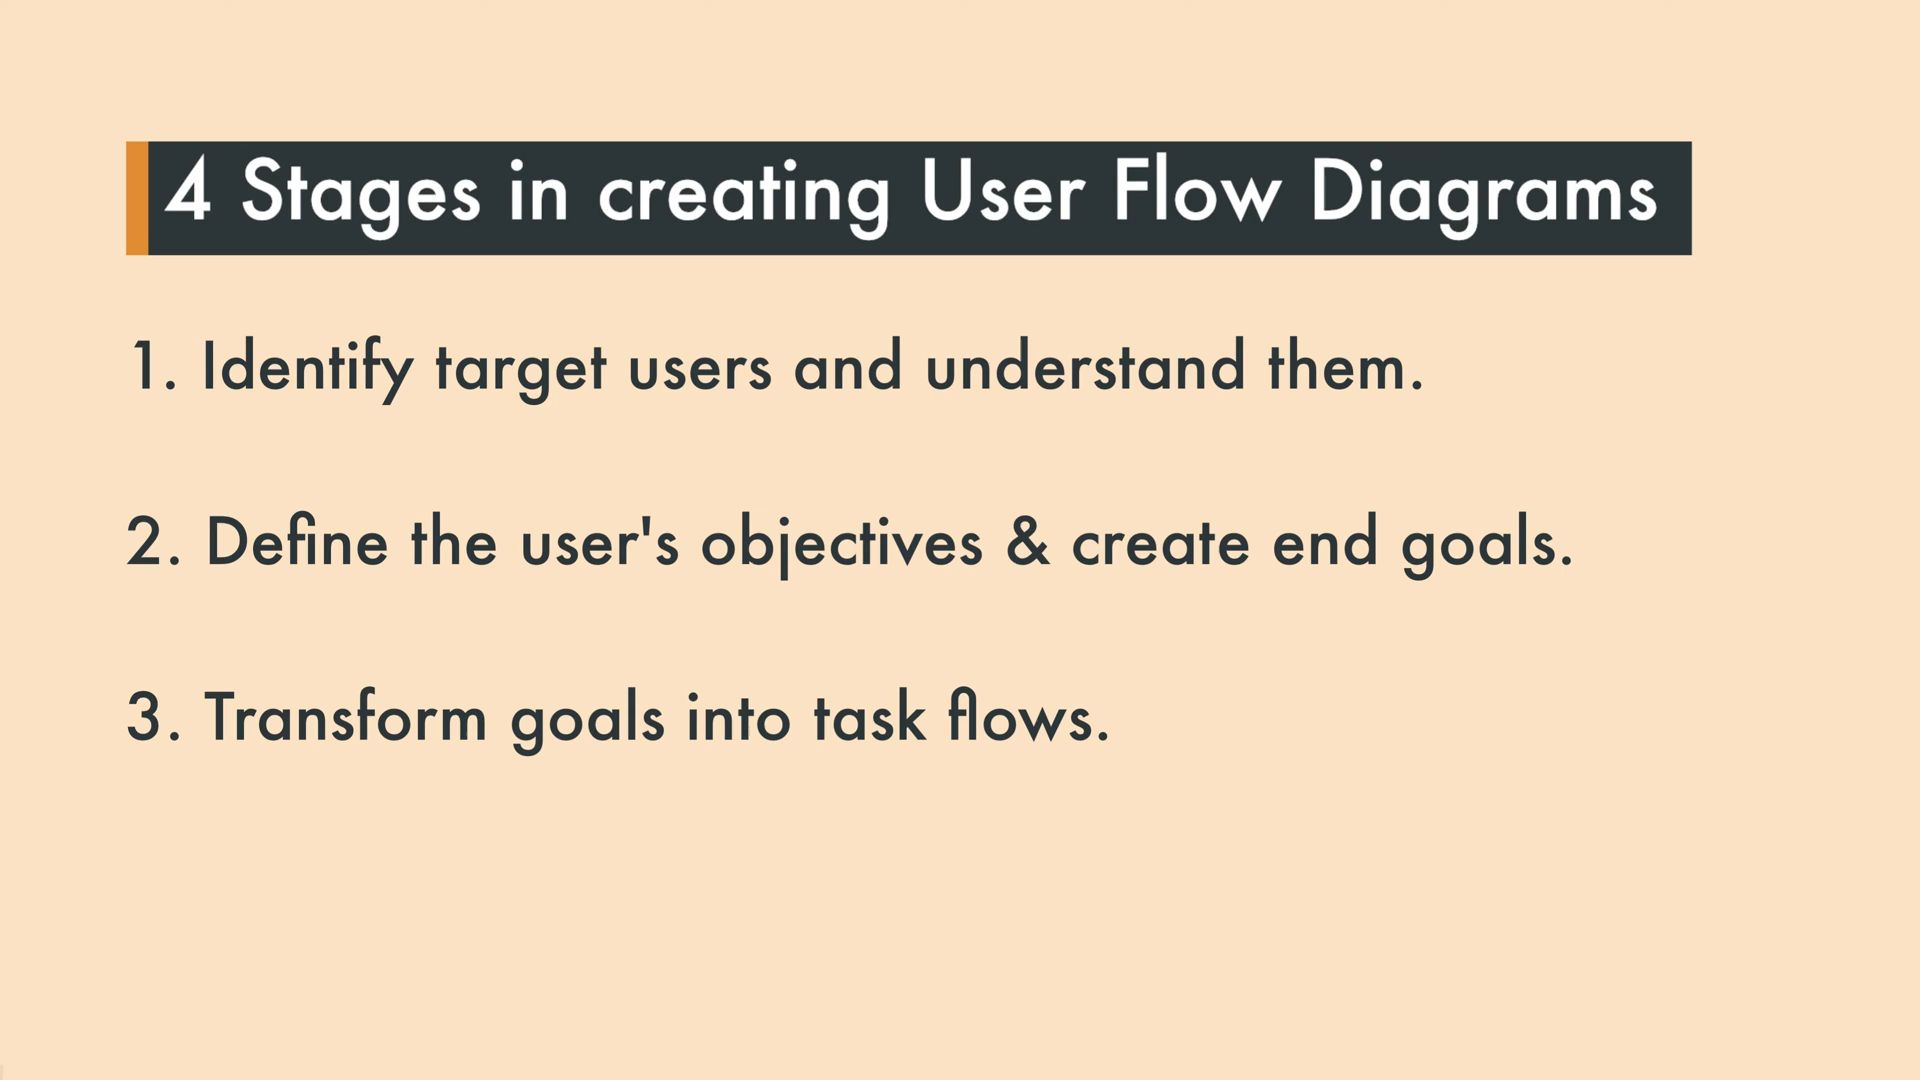 4 Stages in creating User Flow Diagrams
1. Identify target users and understand them.
2. Define the user's objectives & create end goals.
3. Transform goals into task flows.